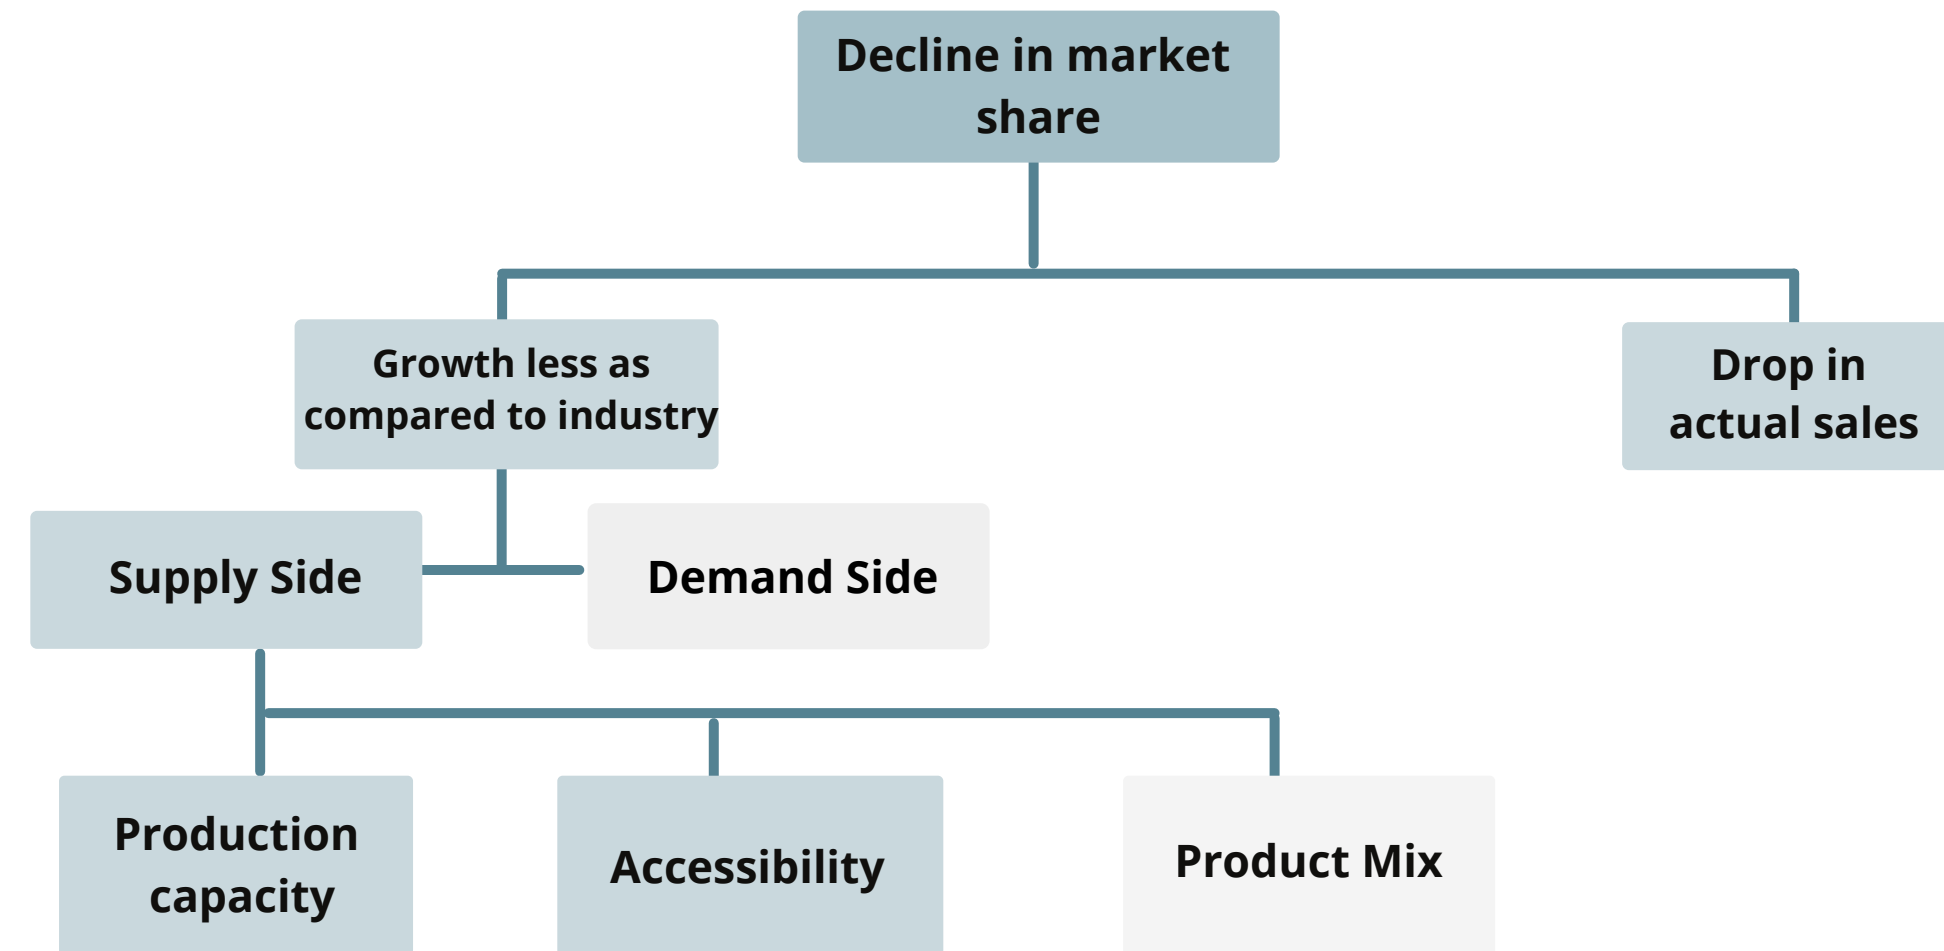 Decline in market
share
Growth less as
compared to industry
Drop in
actual sales
Supply Side
Demand Side
Production
capacity
Accessibility
Product Mix